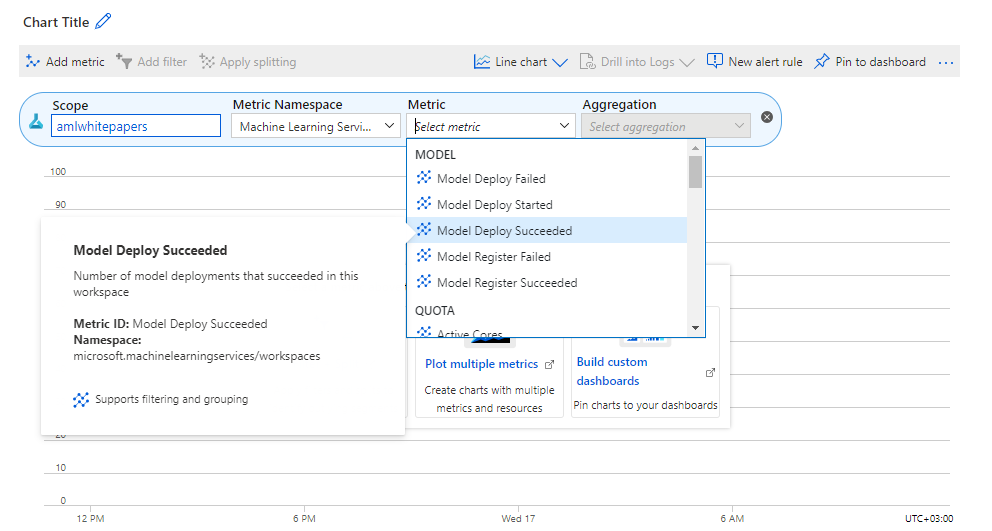 Chart Title
Add metric
Add filter
Apply splitting
Line chart
Drill into Logs
New alert rule
Pin to dashboard
...
Scope
Metric Namespace
Metric
Aggregation
amlwhitepapers
Machine Learning Servi...
Select metric
Select aggregation
MODEL
Model Deploy Failed
Model Deploy Started
Model Deploy Succeeded
Model Register Failed
Model Register Succeeded
QUOTA
Active Cores
100
90
Model Deploy Succeeded
Number of model deployments that succeeded in this
workspace
Metric ID: Model Deploy Succeeded
Namespace:
microsoft.machinelearningservices/workspaces
Supports filtering and grouping
Plot multiple metrics
Create charts with multiple
metrics and resources
Build custom
dashboards
Pin charts to your dashboards
20
10
0
12 PM
6 PM
Wed 17
6 AM
UTC+03:00